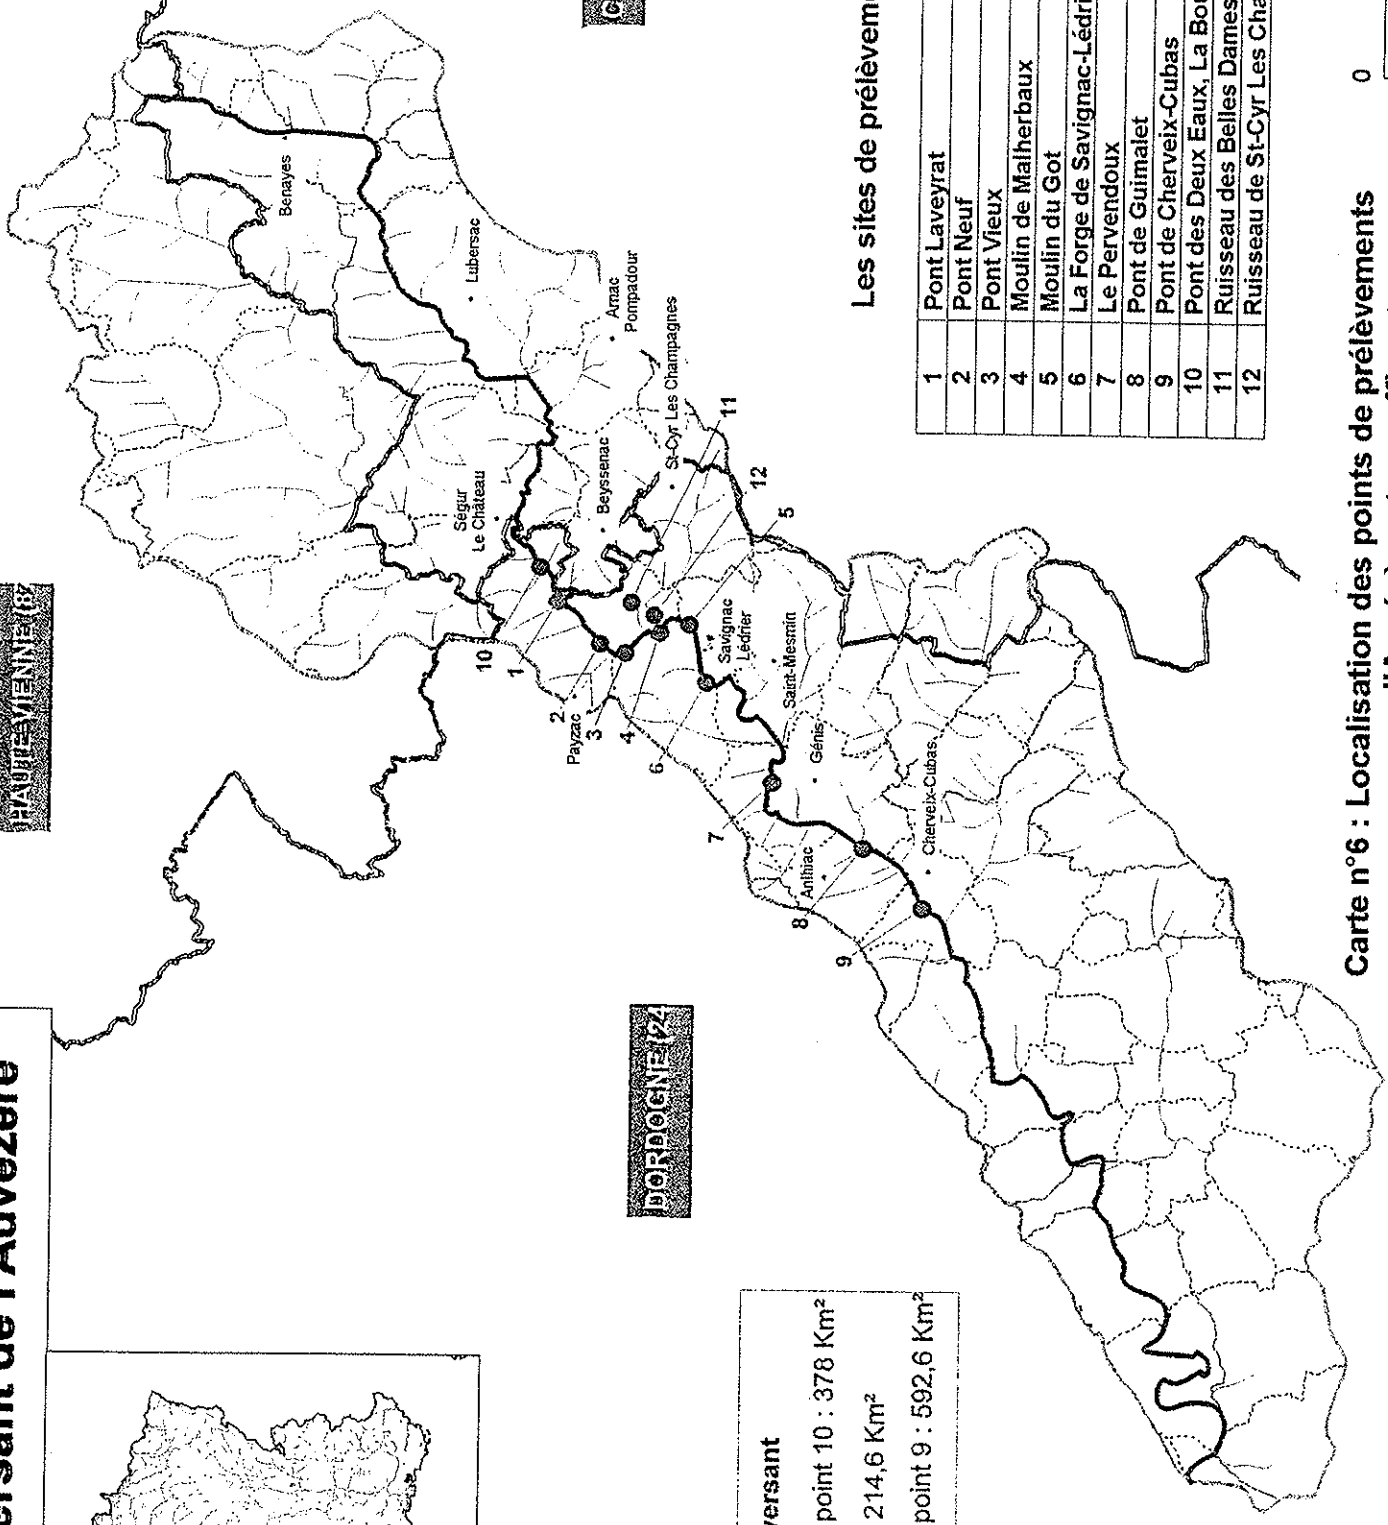 versant de l'Auvézère
HAUTE-VIENNE (87
DORDOGNE (24
(c
Benayes
Lubersac
Arnac
Pompadour
Ségur
Le Château
Beyssenac
St-Cyr Les Champagnes
Payzac
Savignac
Lédrier
Saint-Mesmin
Génis
Anlhiac
Cherveix-Cubas
10
1
2
3
4
6
7
8
9
11
12
5
versant
point 10 : 378 Km²
214,6 Km²
point 9 : 592,6 Km²
Les sites de prélèveme
1 Pont Laveyrat
2 Pont Neuf
3 Pont Vieux
4 Moulin de Malherbaux
5 Moulin du Got
6 La Forge de Savignac-Lédri
7 Le Pervendoux
8 Pont de Guimalet
9 Pont de Cherveix-Cubas
10 Pont des Deux Eaux, La Bou
11 Ruisseau des Belles Dames
12 Ruisseau de St-Cyr Les Cha
0
Carte n°6 : Localisation des points de prélèvements